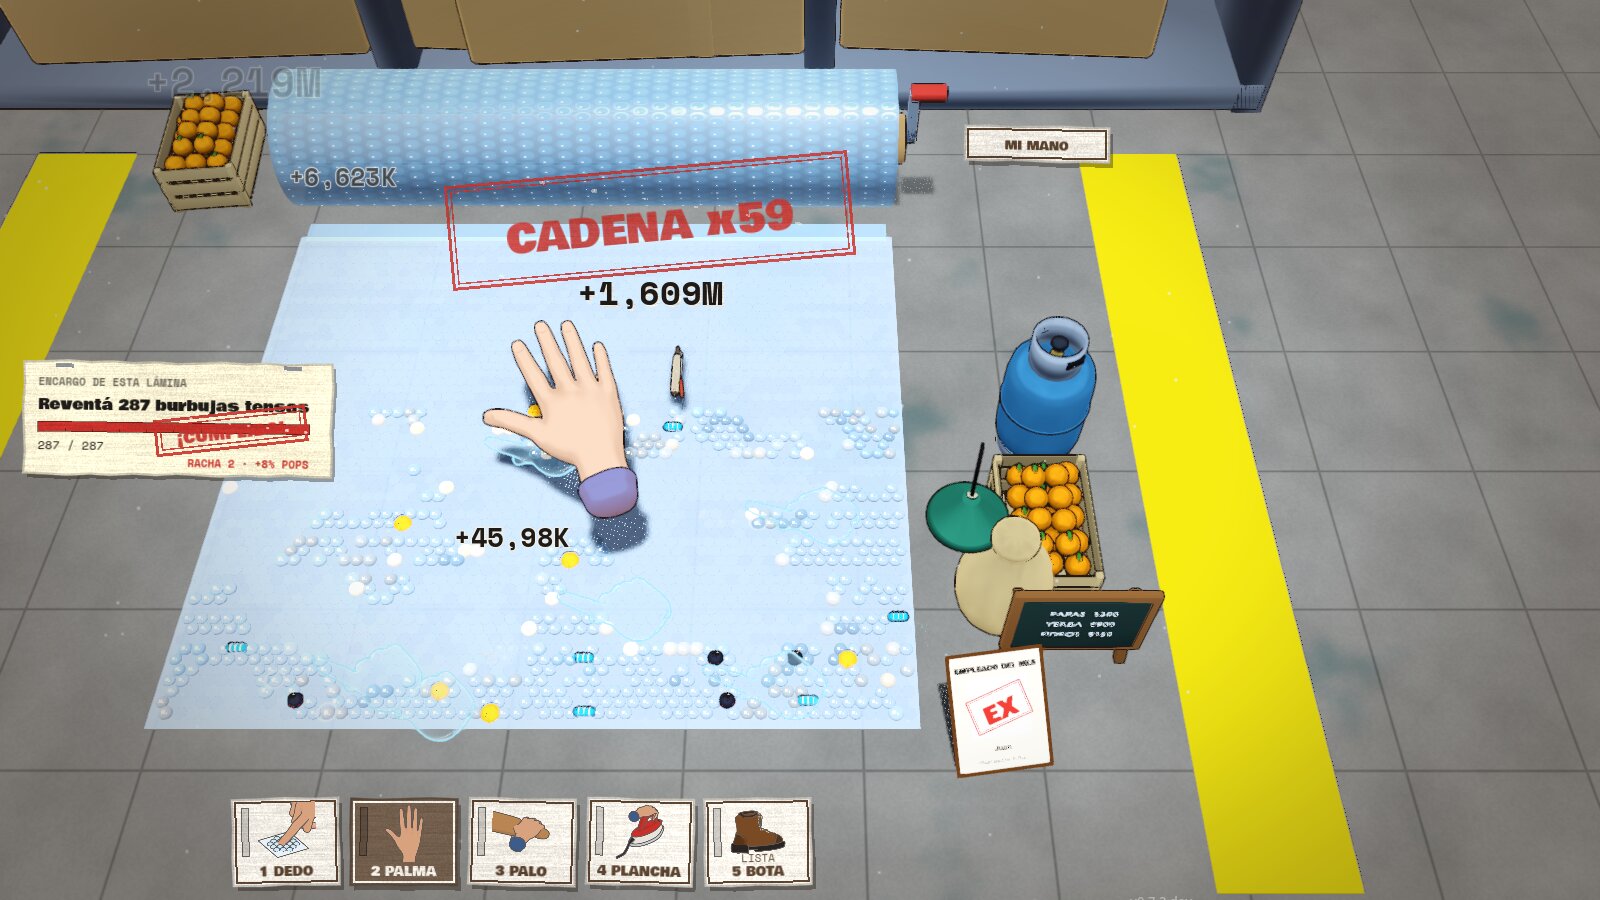 +2,219M
MI MANO
+6,623K
CADENA x59
+1,609M
ENCARGO DE ESTA LÁMINA
Reventá 287 burbujas tensas
287 / 287
RACHA 2 · +8% POPS
+45,98K
EX
1 DEDO
2 PALMA
3 PALO
4 PLANCHA
LISTA
5 BOTA